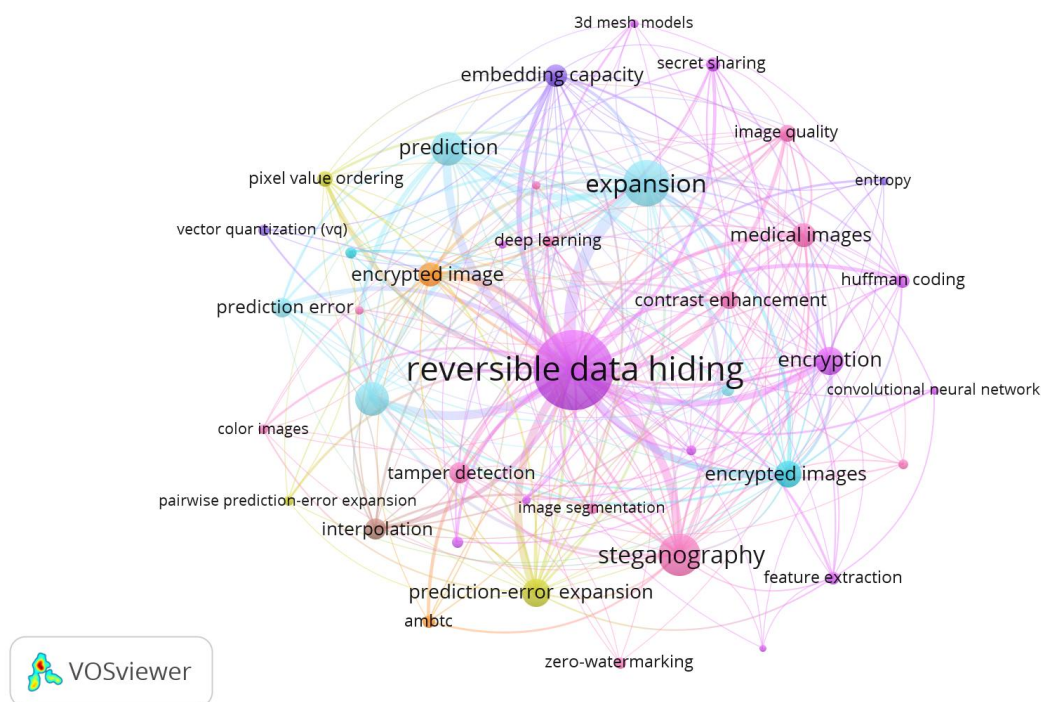 3d mesh models
secret sharing
embedding capacity
image quality
prediction
pixel value ordering
expansion
entropy
vector quantization (vq)
deep learning
medical images
encrypted image
huffman coding
prediction error
contrast enhancement
reversible data hiding
encryption
convolutional neural network
color images
tamper detection
encrypted images
pairwise prediction-error expansion
image segmentation
interpolation
steganography
feature extraction
prediction-error expansion
ambtc
zero-watermarking
VOSviewer